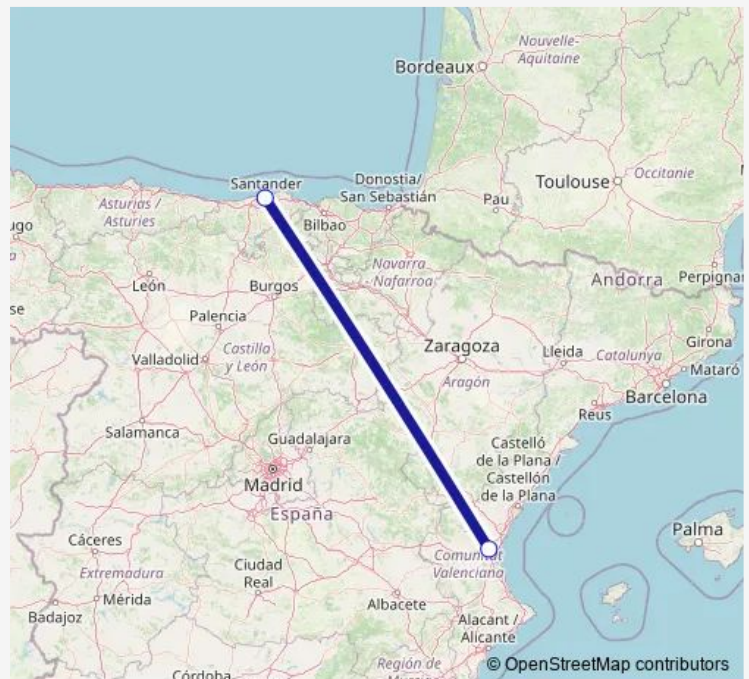 Nouvelle-
Aquitaine
Bordeaux
Santander
Donostia/
San Sebastián
Toulouse
Occitanie
Asturias /
Asturies
Bilbao
Pau
ugo
a
León
Burgos
Navarra
Nafarroa
Andorra
Perpignan
se
Palencia
Zaragoza
Girona
Valladolid
Castilla
y León
Lleida
Catalunya
Mataró
Aragón
Barcelona
Reus
Salamanca
Guadalajara
Castelló
de la Plana /
Castellón
de la Plana
Madrid
España
Palma
Cáceres
Comunitat
Valenciana
Extremadura
Ciudad
Real
Mérida
Albacete
Badajoz
Alacant /
Alicante
Córdoba
Región de
© OpenStreetMap contributors